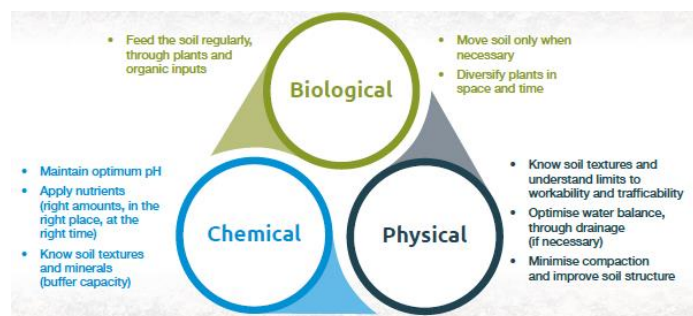 • Feed the soil regularly,
through plants and
organic inputs
Biological
• Move soil only when
necessary
• Diversify plants in
space and time
• Maintain optimum pH
• Apply nutrients
(right amounts, in the
right place, at the
right time)
• Know soil textures
and minerals
(buffer capacity)
Chemical
Physical
• Know soil textures and
understand limits to
workability and trafficability
• Optimise water balance,
through drainage
(if necessary)
• Minimise compaction
and improve soil structure